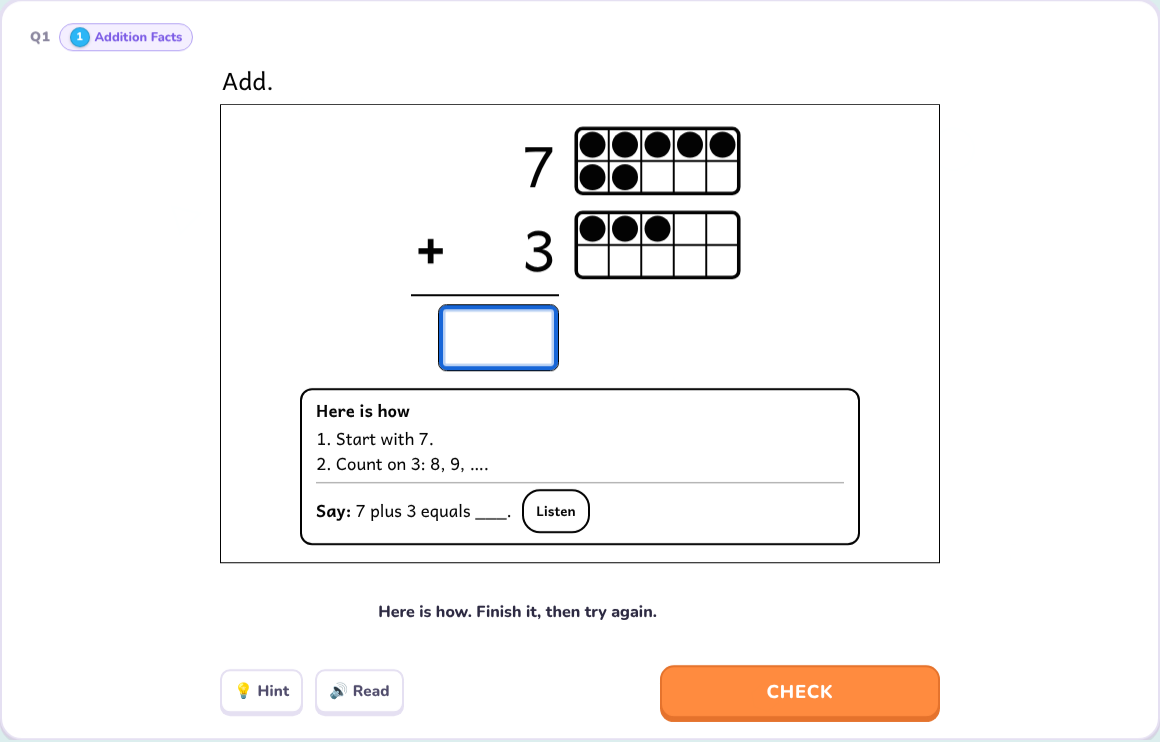 Q1 1 Addition Facts
Add.
7
+ 3
Here is how
1. Start with 7.
2. Count on 3: 8, 9, ....
Say: 7 plus 3 equals ___. Listen
Here is how. Finish it, then try again.
Hint Read CHECK